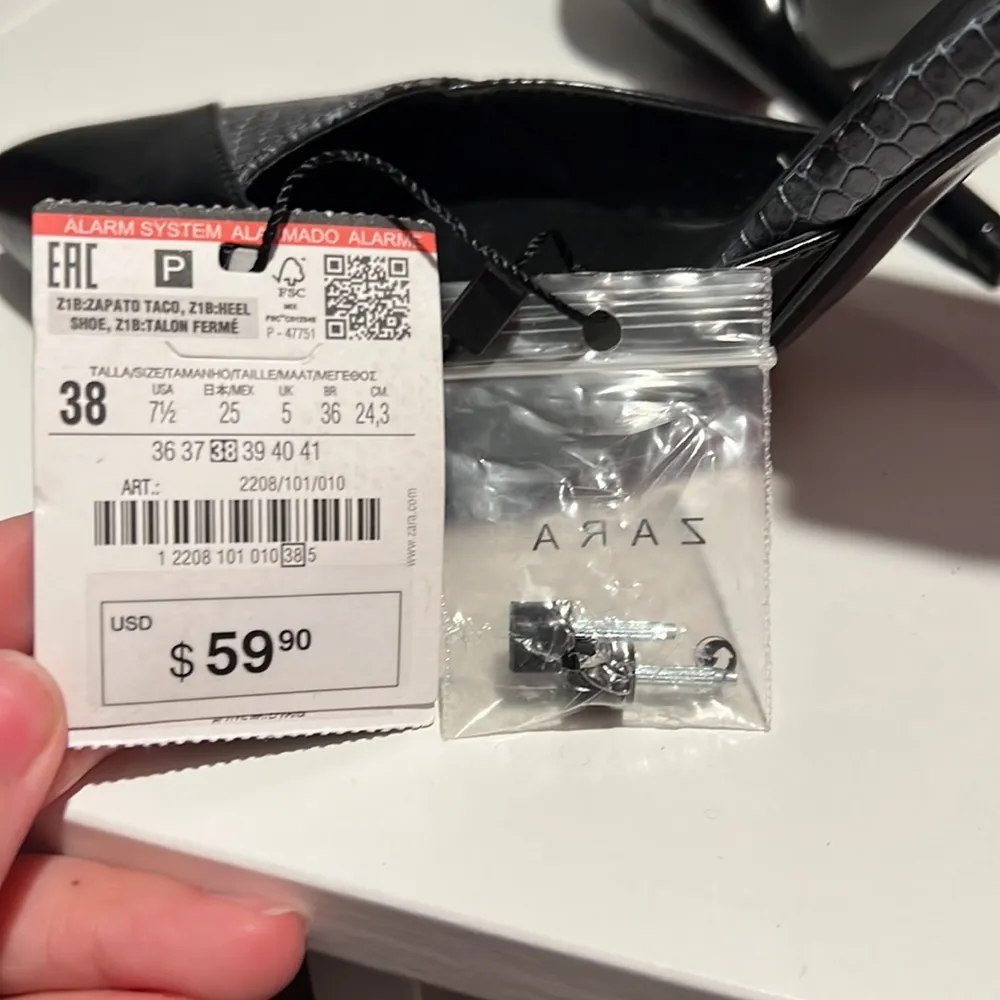 ALARM SYSTEM ALARMADO ALARME
EAC
P
FSC
MIX
P - 47751
Z1B:ZAPATO TACO, Z1B:HEEL
SHOE, Z1B:TALON FERMÉ
TALLA/SIZE/TAMANHO/TAILLE/MAAT/ΜΕΓΕΘΟΣ
USA 日本/MEX UK BR CM.
38 7½ 25 5 36 24,3
36 37 38 39 40 41
ART.: 2208/101/010
1 2208 101 010 38 5
www.zara.com
USD
$ 59 90
ZARA